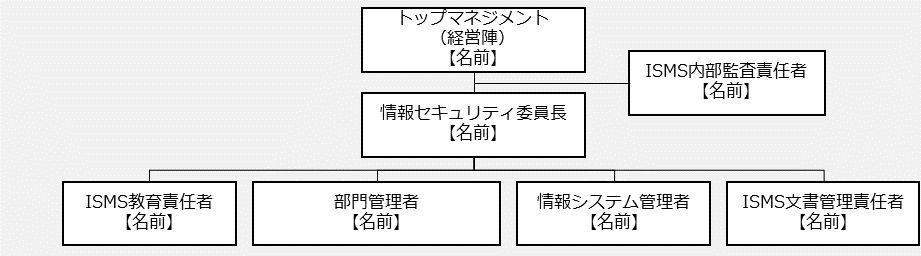 トップマネジメント
（経営陣）
【名前】
ISMS内部監査責任者
【名前】
情報セキュリティ委員長
【名前】
ISMS教育責任者
【名前】
部門管理者
【名前】
情報システム管理者
【名前】
ISMS文書管理責任者
【名前】